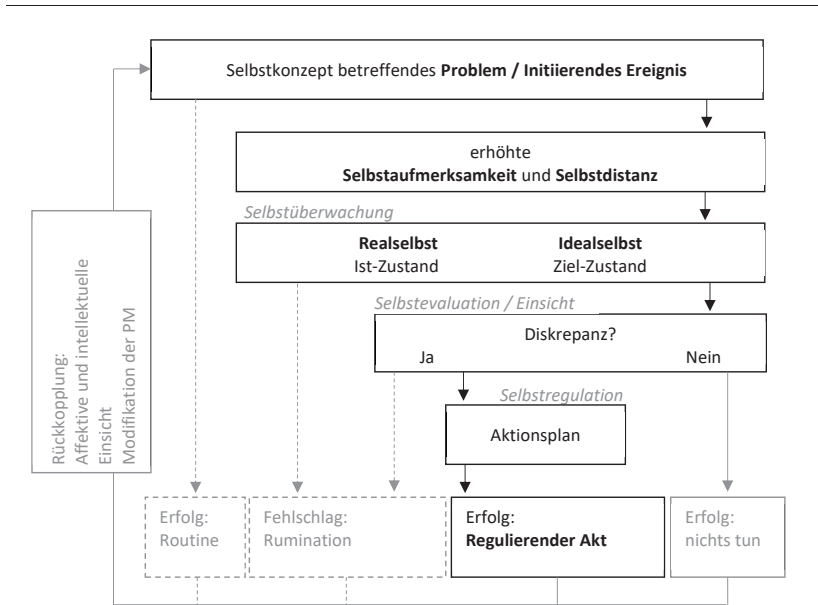 Selbstkonzept betreffendes Problem / Initiierendes Ereignis
erhöhte
Selbstaufmerksamkeit und Selbstdistanz
Selbstüberwachung
Realselbst Idealselbst
Ist-Zustand Ziel-Zustand
Selbstevaluation / Einsicht
Diskrepanz?
Ja Nein
Selbstregulation
Aktionsplan
Rückkopplung:
Affektive und intellektuelle
Einsicht
Modifikation der PM
Erfolg:
Routine
Fehlschlag:
Rumination
Erfolg:
Regulierender Akt
Erfolg:
nichts tun